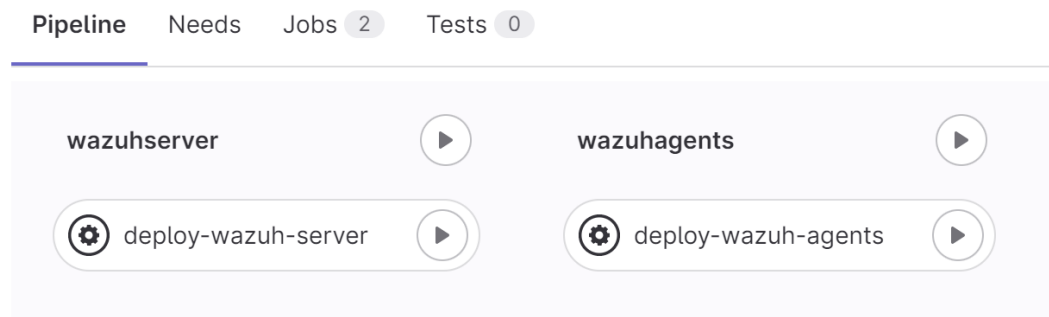 Pipeline Needs Jobs 2 Tests 0
wazuhserver wazuhagents
deploy-wazuh-server deploy-wazuh-agents